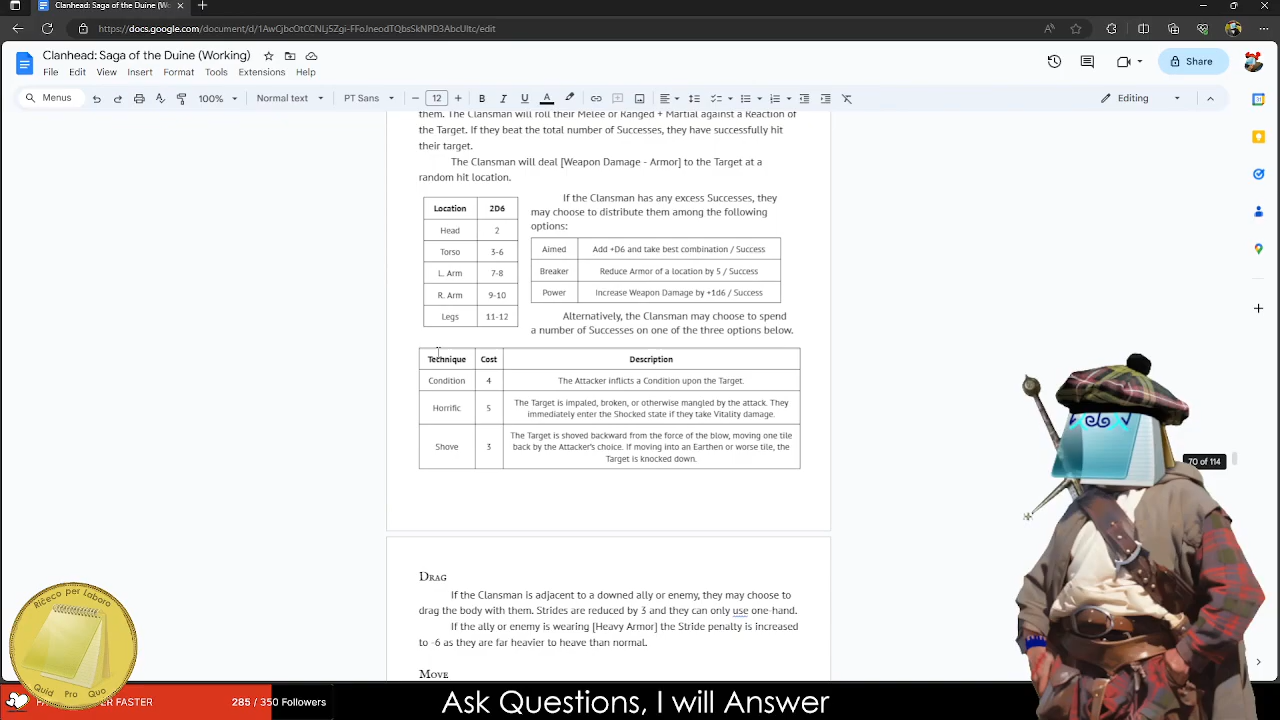 Clanhead: Saga of the Duine (Wo
https://docs.google.com/document/d/1AwQjbcOtCCNLj5Zgi-FFoJneodTQbsSkNPD3AbcUltc/edit
Clanhead: Saga of the Duine (Working)
File Edit View Insert Format Tools Extensions Help
Share
Menus
100%
Normal text
PT Sans
12
B I U A
Editing
them. The Clansman will roll their Melee or Ranged + Martial against a Reaction of
the Target. If they beat the total number of Successes, they have successfully hit
their target.
The Clansman will deal [Weapon Damage - Armor] to the Target at a
random hit location.
Location 2D6
Head 2
Torso 3-6
L. Arm 7-8
R. Arm 9-10
Legs 11-12
If the Clansman has any excess Successes, they
may choose to distribute them among the following
options:
Aimed Add +D6 and take best combination / Success
Breaker Reduce Armor of a location by 5 / Success
Power Increase Weapon Damage by +1d6 / Success
Alternatively, the Clansman may choose to spend
a number of Successes on one of the three options below.
Technique Cost Description
Condition 4 The Attacker inflicts a Condition upon the Target.
Horrific 5 The Target is impaled, broken, or otherwise mangled by the attack. They
immediately enter the Shocked state if they take Vitality damage.
Shove 3 The Target is shoved backward from the force of the blow, moving one tile
back by the Attacker's choice. If moving into an Earthen or worse tile, the
Target is knocked down.
70 of 114
Drag
If the Clansman is adjacent to a downed ally or enemy, they may choose to
drag the body with them. Strides are reduced by 3 and they can only use one-hand.
If the ally or enemy is wearing [Heavy Armor] the Stride penalty is increased
to -6 as they are far heavier to heave than normal.
Move
Quid Pro Quo
FASTER
285 / 350 Followers
Ask Questions, I will Answer